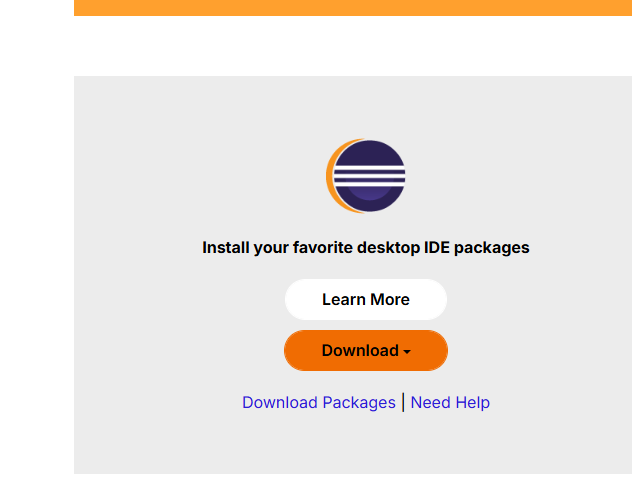 Install your favorite desktop IDE packages
Learn More
Download
Download Packages | Need Help